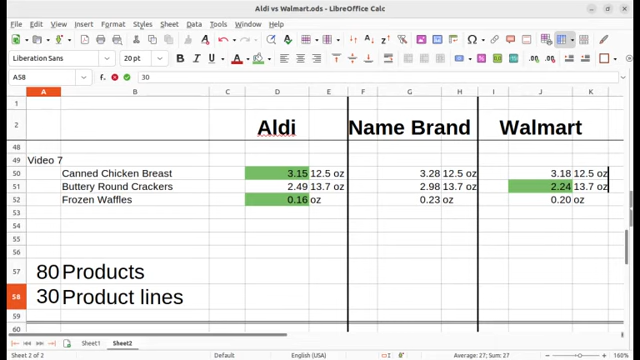 Aldi vs Walmart.ods - LibreOffice Calc
File Edit View Insert Format Styles Sheet Data Tools Window Help
Liberation Sans 20 pt
A58 30
A B C D E F G H I J K
1
2 Aldi Name Brand Walmart
48
49 Video 7
50 Canned Chicken Breast 3.15 12.5 oz 3.28 12.5 oz 3.18 12.5 oz
51 Buttery Round Crackers 2.49 13.7 oz 2.98 13.7 oz 2.24 13.7 oz
52 Frozen Waffles 0.16 oz 0.23 oz 0.20 oz
53
54
55
56
57 80 Products
58 30 Product lines
59
60
Sheet1 Sheet2
Sheet 2 of 2 Default English (USA) Average: 27; Sum: 27 160%